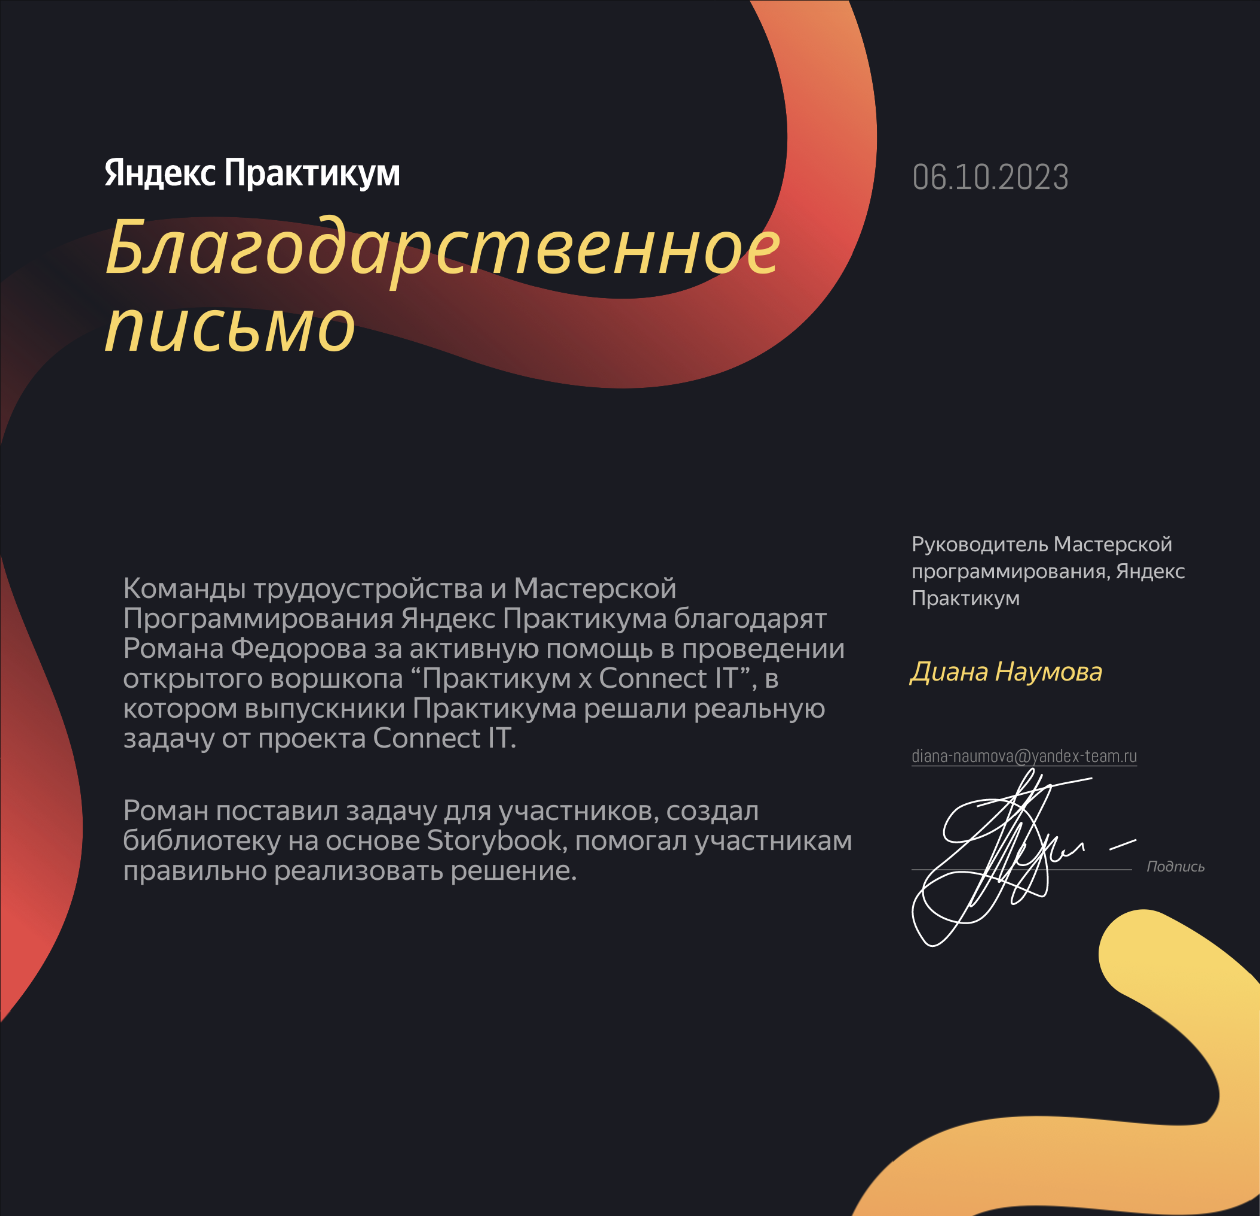 Яндекс Практикум
06.10.2023
Благодарственное
письмо
Команды трудоустройства и Мастерской
Программирования Яндекс Практикума благодарят
Романа Федорова за активную помощь в проведении
открытого воршкопа “Практикум x Connect IT”, в
котором выпускники Практикума решали реальную
задачу от проекта Connect IT.
Роман поставил задачу для участников, создал
библиотеку на основе Storybook, помогал участникам
правильно реализовать решение.
Руководитель Мастерской
программирования, Яндекс
Практикум
Диана Наумова
diana-naumova@yandex-team.ru
Подпись